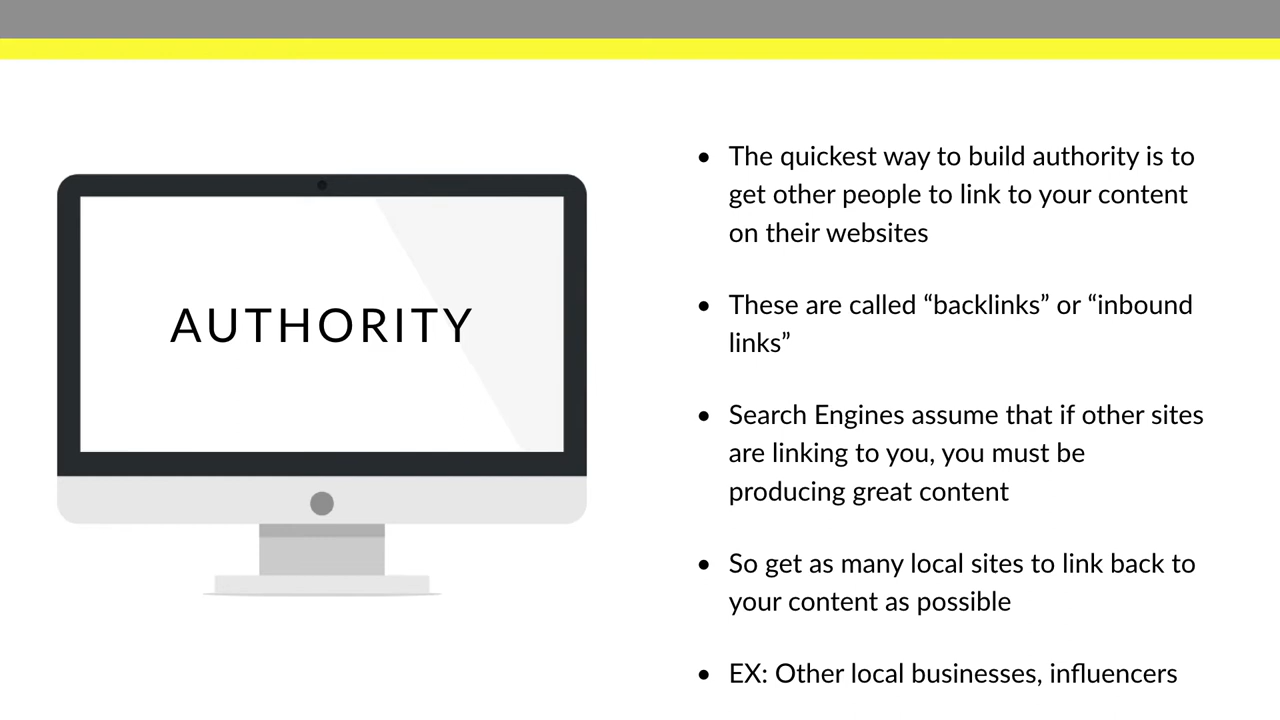 AUTHORITY
• The quickest way to build authority is to
get other people to link to your content
on their websites
• These are called “backlinks” or “inbound
links”
• Search Engines assume that if other sites
are linking to you, you must be
producing great content
• So get as many local sites to link back to
your content as possible
• EX: Other local businesses, influencers